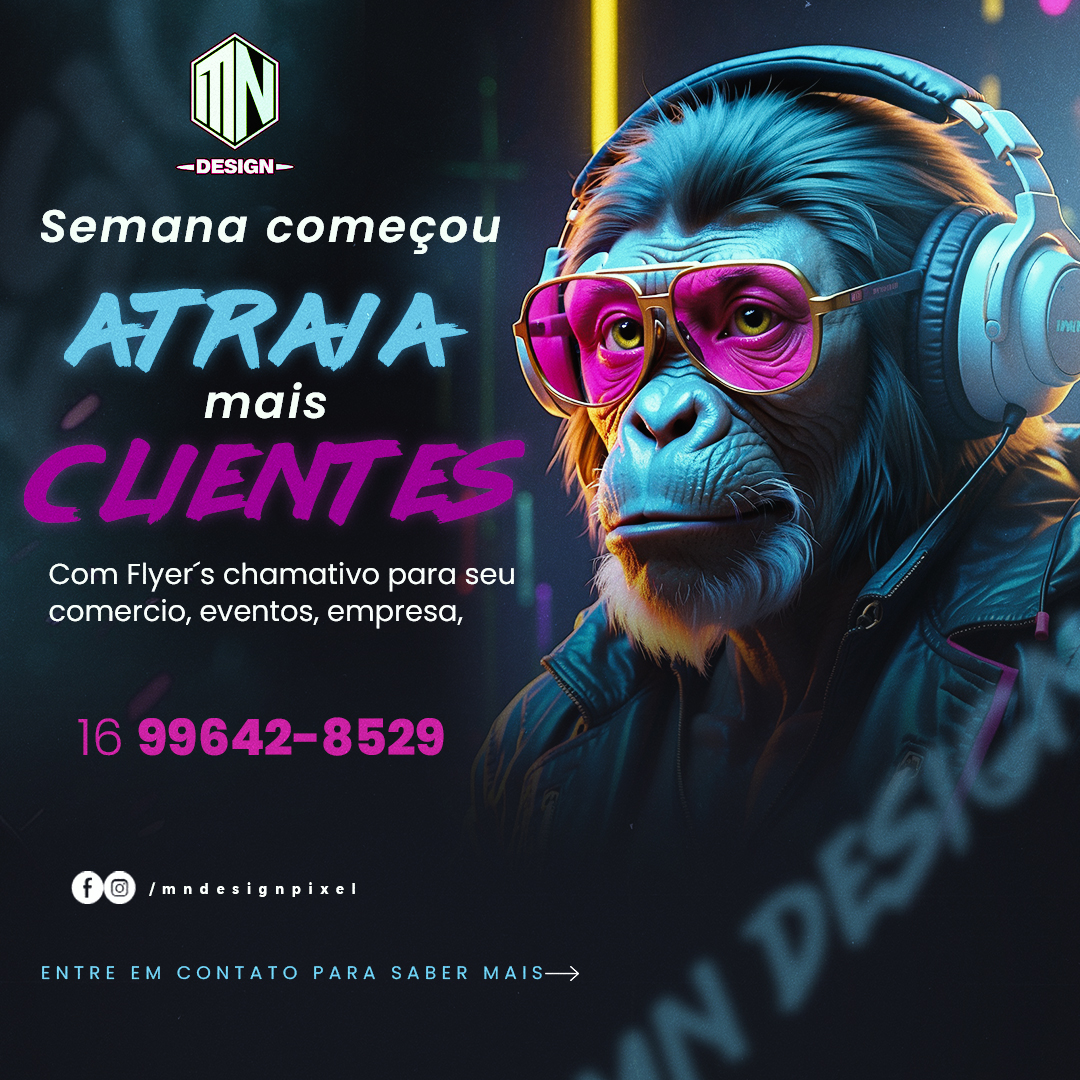 MN
DESIGN
Semana começou
ATRAIA
mais
CLIENTES
Com Flyer´s chamativo para seu
comercio, eventos, empresa,
16 99642-8529
/mndesignpixel
ENTRE EM CONTATO PARA SABER MAIS
MN DESIGN